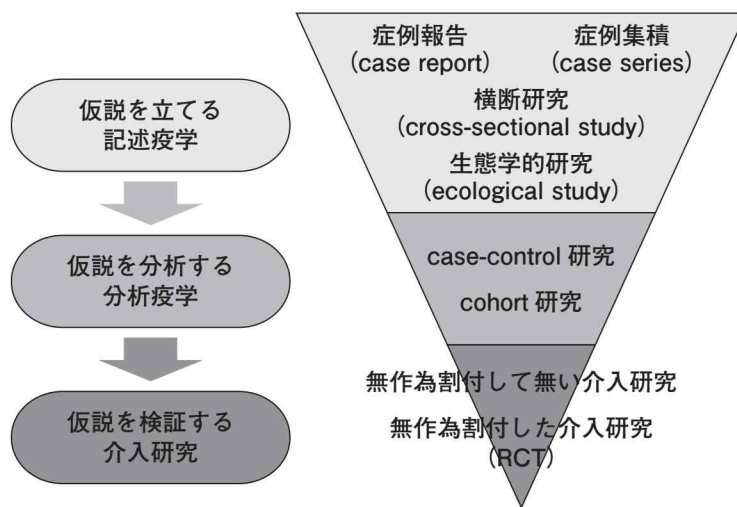 仮説を立てる
記述疫学
仮説を分析する
分析疫学
仮説を検証する
介入研究
症例報告
(case report)
症例集積
(case series)
横断研究
(cross-sectional study)
生態学的研究
(ecological study)
case-control 研究
cohort 研究
無作為割付して無い介入研究
無作為割付した介入研究
(RCT)